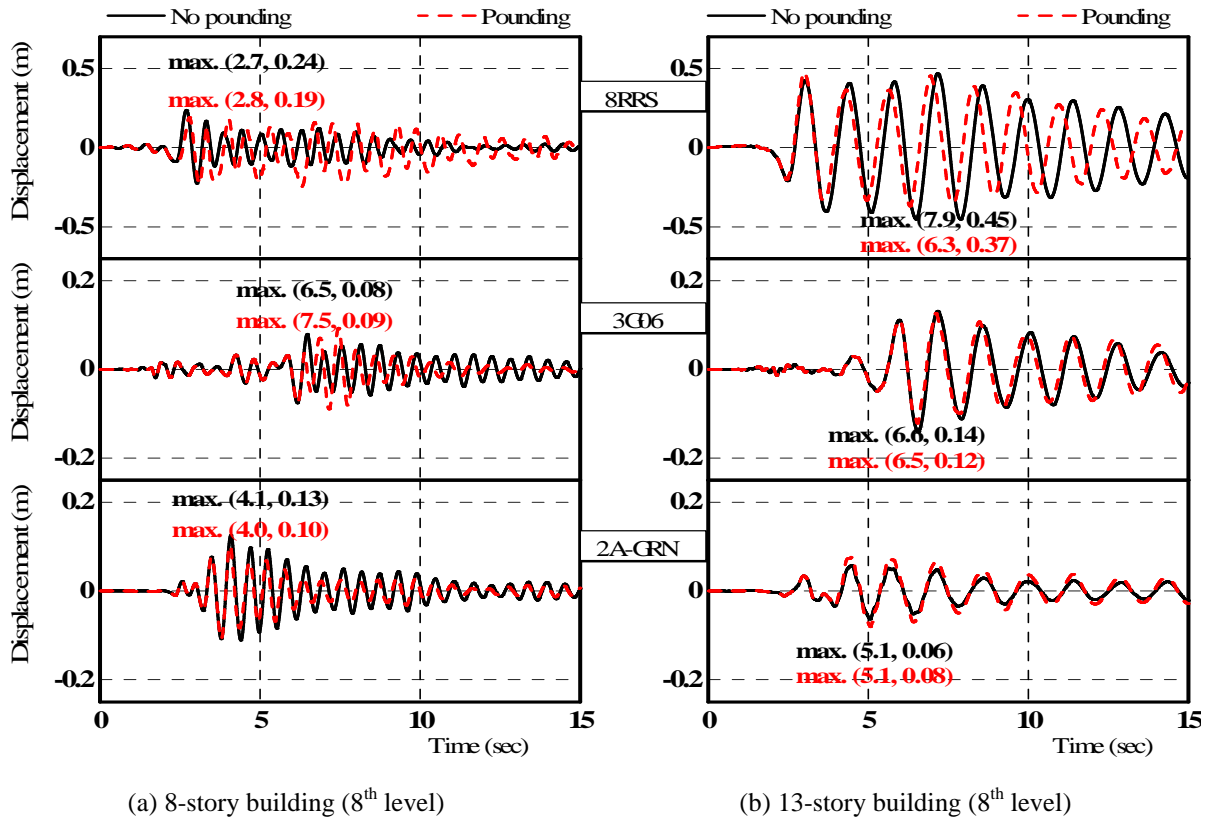 No pounding
Pounding
No pounding
Pounding
Displacement (m)
0.5
0
-0.5
max. (2.7, 0.24)
max. (2.8, 0.19)
8RRS
0.5
0
-0.5
max. (7.9, 0.45)
max. (6.3, 0.37)
Displacement (m)
0.2
0
-0.2
max. (6.5, 0.08)
max. (7.5, 0.09)
3G06
0.2
0
-0.2
max. (6.6, 0.14)
max. (6.5, 0.12)
Displacement (m)
0.2
0
-0.2
max. (4.1, 0.13)
max. (4.0, 0.10)
2A-GRN
0.2
0
-0.2
max. (5.1, 0.06)
max. (5.1, 0.08)
0 5 10 15
Time (sec)
0 5 10 15
Time (sec)
(a) 8-story building (8th level)
(b) 13-story building (8th level)